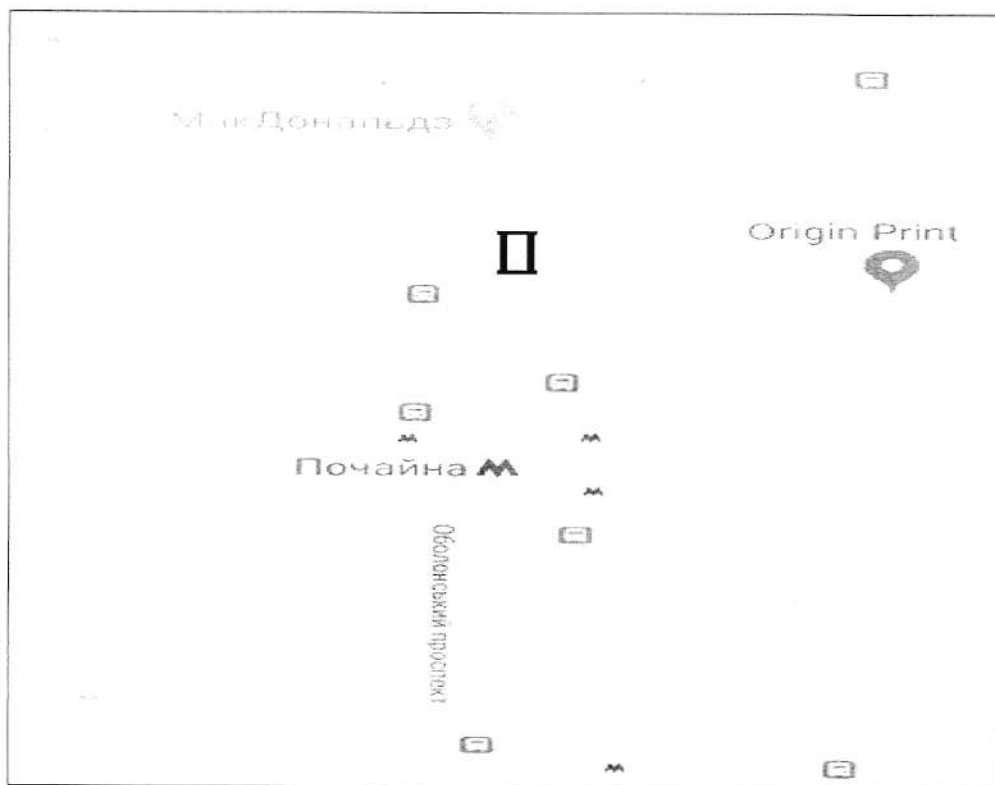 МакДональдз
Origin Print
П
Почайна
Оболонський проспект